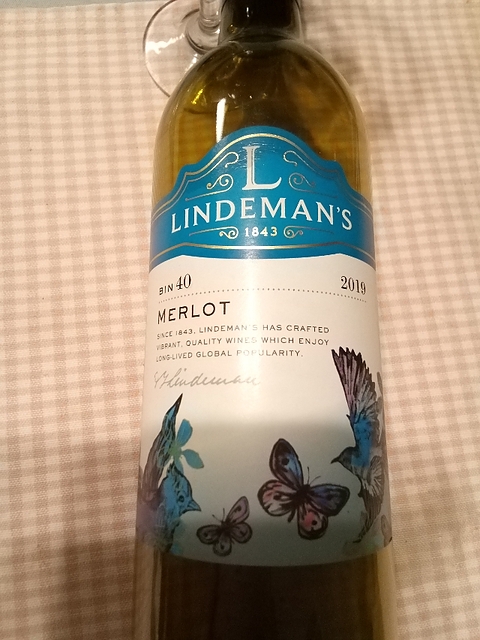 L
LINDEMAN'S
1843
BIN 40 2019
MERLOT
SINCE 1843, LINDEMAN'S HAS CRAFTED
VIBRANT, QUALITY WINES WHICH ENJOY
LONG-LIVED GLOBAL POPULARITY.
Lindeman